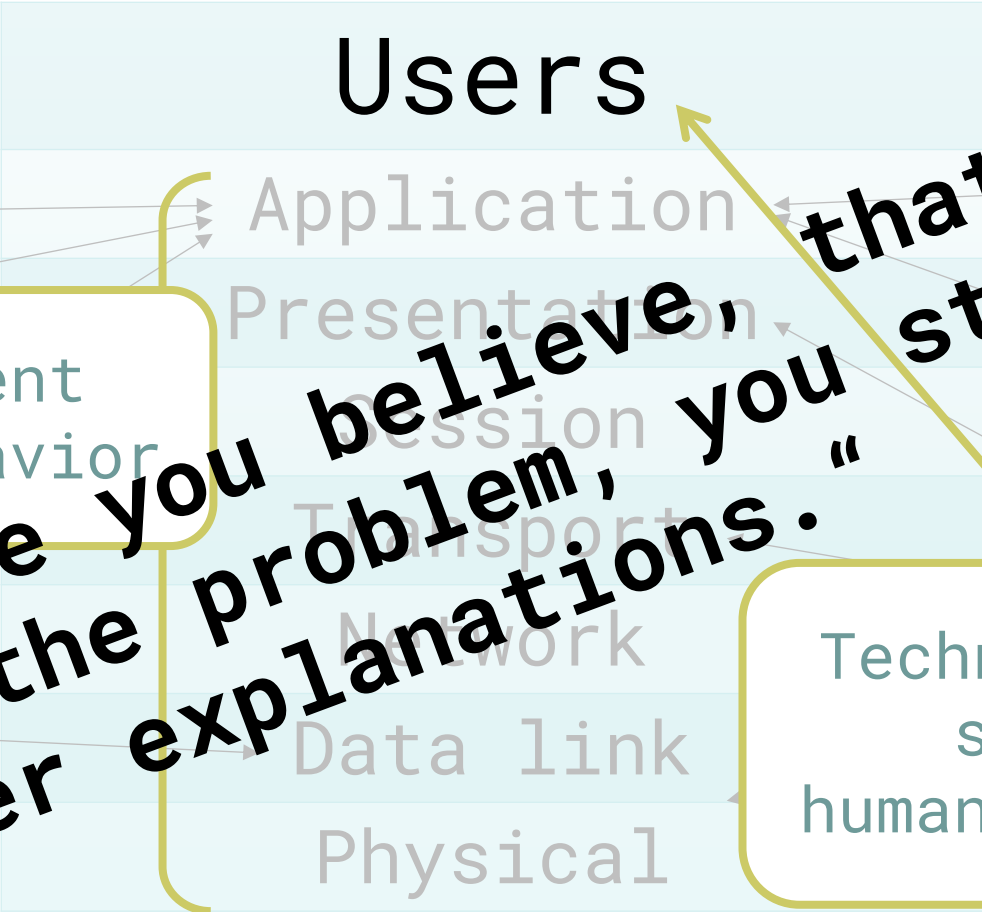 Users
Application
Presentation
Session
Transport
Network
Data link
Physical
ent
avior
e you believe, that
the problem, you st
er explanations.“
Techn
s
human